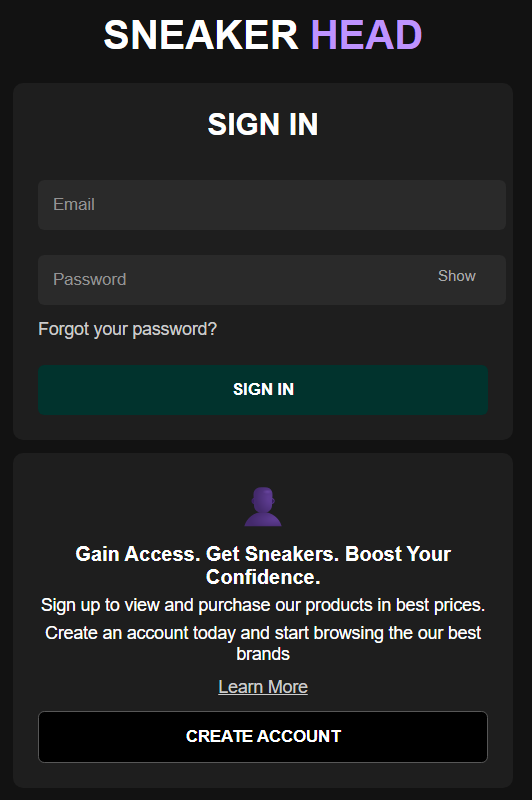 SNEAKER HEAD
SIGN IN
Email
Password Show
Forgot your password?
SIGN IN
Gain Access. Get Sneakers. Boost Your
Confidence.
Sign up to view and purchase our products in best prices.
Create an account today and start browsing the our best
brands
Learn More
CREATE ACCOUNT